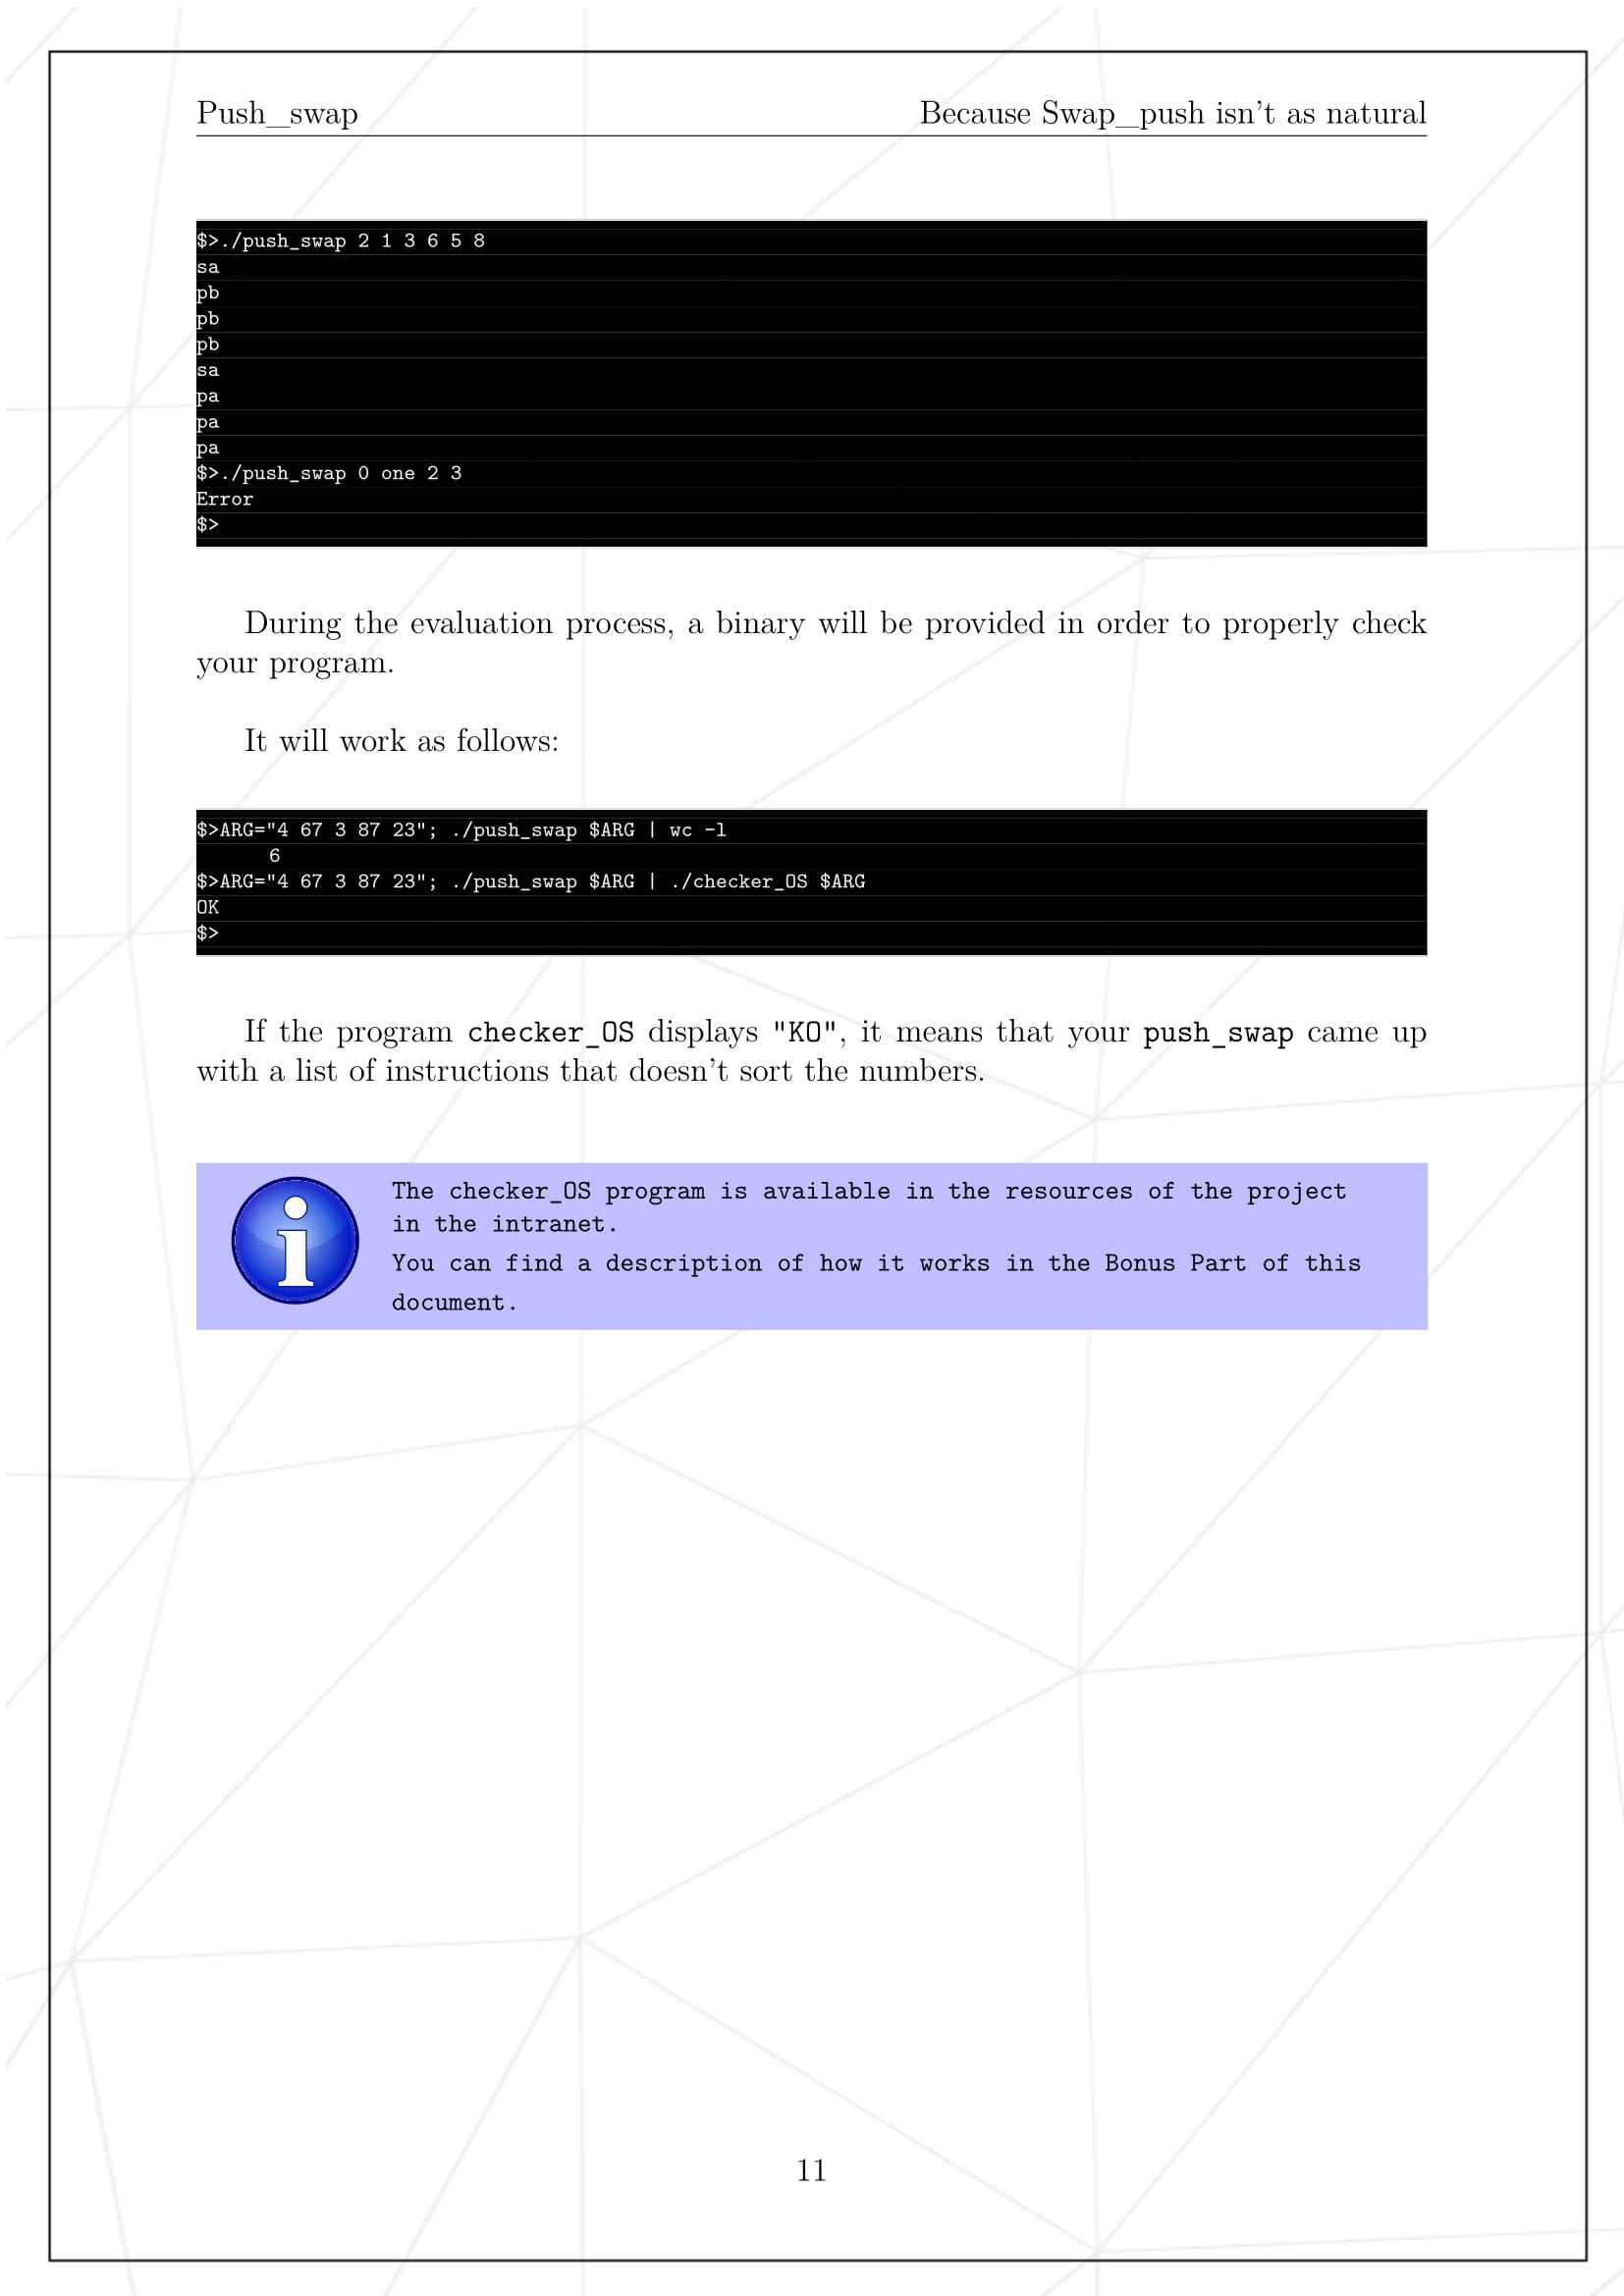 Push_swap
Because Swap_push isn't as natural
$>./push_swap 2 1 3 6 5 8
sa
pb
pb
pb
sa
pa
pa
pa
$>./push_swap 0 one 2 3
Error
$>
During the evaluation process, a binary will be provided in order to properly check
your program.
It will work as follows:
$>ARG="4 67 3 87 23"; ./push_swap $ARG | wc -l
6
$>ARG="4 67 3 87 23"; ./push_swap $ARG | ./checker_OS $ARG
OK
$>
If the program checker_OS displays "KO", it means that your push_swap came up
with a list of instructions that doesn't sort the numbers.
The checker_OS program is available in the resources of the project
in the intranet.
You can find a description of how it works in the Bonus Part of this
document.
11